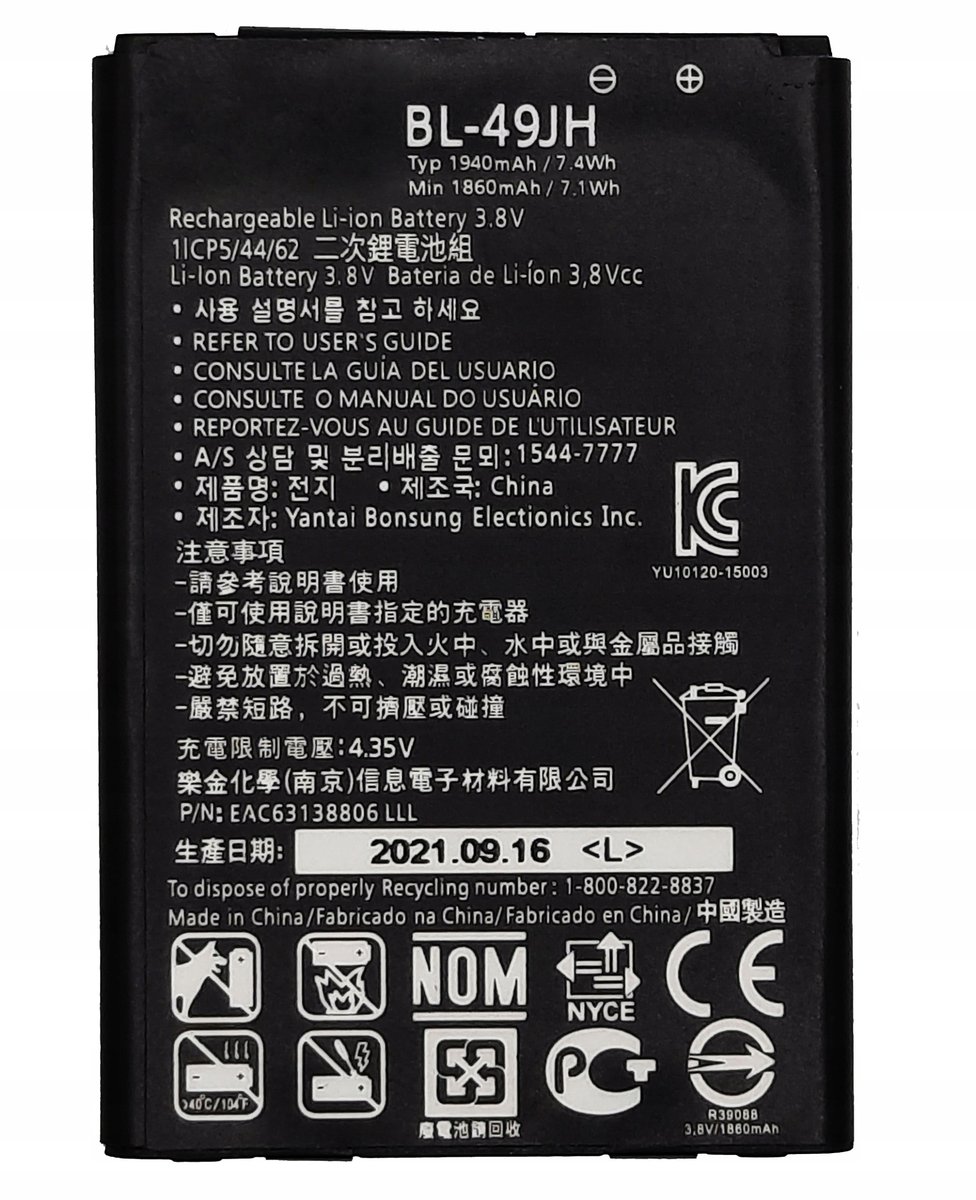 ⊖ ⊕
BL-49JH
Typ 1940mAh / 7.4Wh
Min 1860mAh / 7.1Wh
Rechargeable Li-ion Battery 3.8V
1ICP5/44/62 二次鋰電池組
Li-Ion Battery 3.8V Bateria de Li-íon 3,8Vcc
• 사용 설명서를 참고 하세요
• REFER TO USER'S GUIDE
• CONSULTE LA GUÍA DEL USUARIO
• CONSULTE O MANUAL DO USUÁRIO
• REPORTEZ-VOUS AU GUIDE DE L'UTILISATEUR
• A/S 상담 및 분리배출 문의:1544-7777
• 제품명: 전지 • 제조국: China
• 제조자: Yantai Bonsung Electionics Inc.
YU10120-15003
注意事項
-請參考說明書使用
-僅可使用說明書指定的充電器
-切勿隨意拆開或投入火中、水中或與金屬品接觸
-避免放置於過熱、潮濕或腐蝕性環境中
-嚴禁短路，不可擠壓或碰撞
充電限制電壓:4.35V
樂金化學(南京)信息電子材料有限公司
P/N: EAC63138806 LLL
生產日期: 2021.09.16 <L>
To dispose of properly Recycling number : 1-800-822-8837
Made in China/Fabricado na China/Fabricado en China/ 中國製造
NOM
NYCE
CE
>40°C/104°F
廢電池請回收
R39088
3.8V/1860mAh